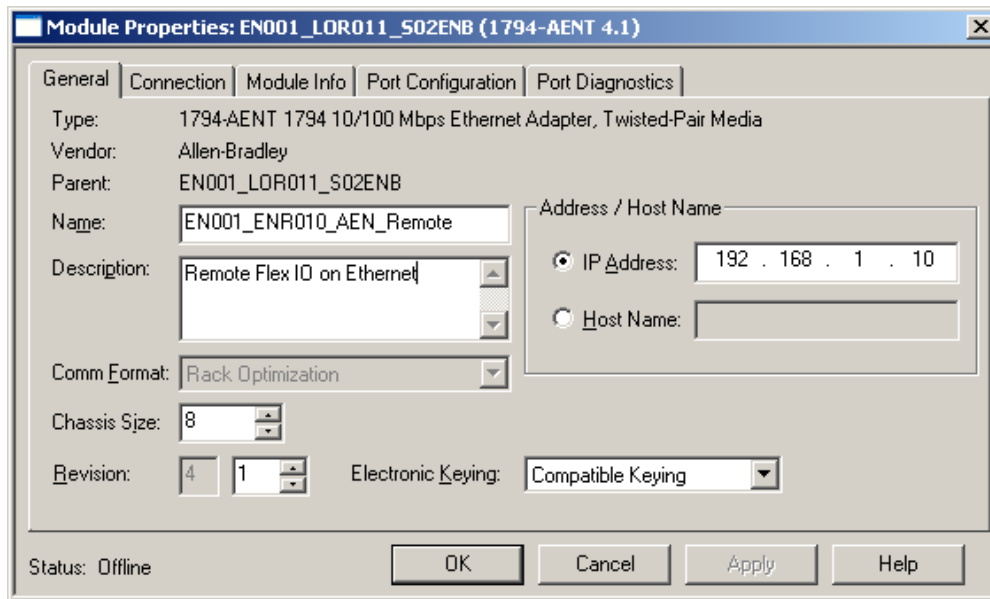 Module Properties: EN001_LOR011_S02ENB (1794-AENT 4.1)
General Connection Module Info Port Configuration Port Diagnostics
Type: 1794-AENT 1794 10/100 Mbps Ethernet Adapter, Twisted-Pair Media
Vendor: Allen-Bradley
Parent: EN001_LOR011_S02ENB
Name: EN001_ENR010_AEN_Remote
Address / Host Name
IP Address: 192 . 168 . 1 . 10
Description: Remote Flex IO on Ethernet
Host Name:
Comm Format: Rack Optimization
Chassis Size: 8
Revision: 4 1 Electronic Keying: Compatible Keying
Status: Offline OK Cancel Apply Help